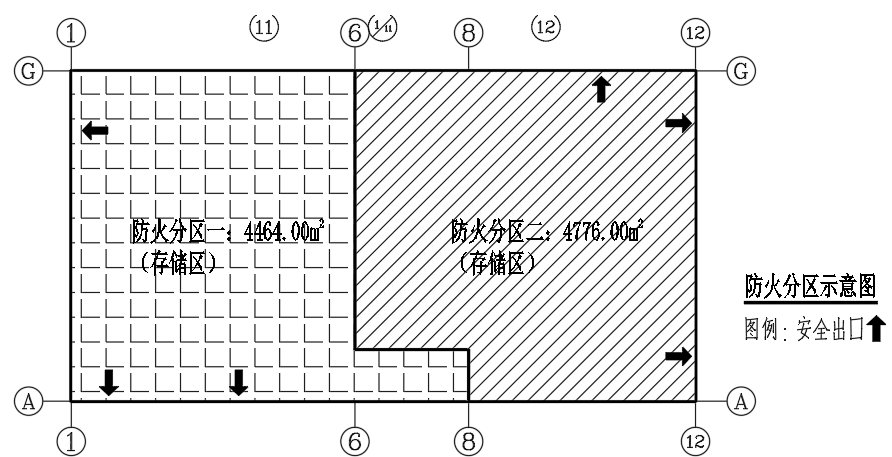 ① ⑪ ⑥ 1/11 ⑧ ⑫ ⑫
Ⓖ Ⓖ
防火分区一：4464.00m²
（存储区）
防火分区二：4776.00m²
（存储区）
防火分区示意图
图例：安全出口
Ⓐ Ⓐ
① ⑥ ⑧ ⑫